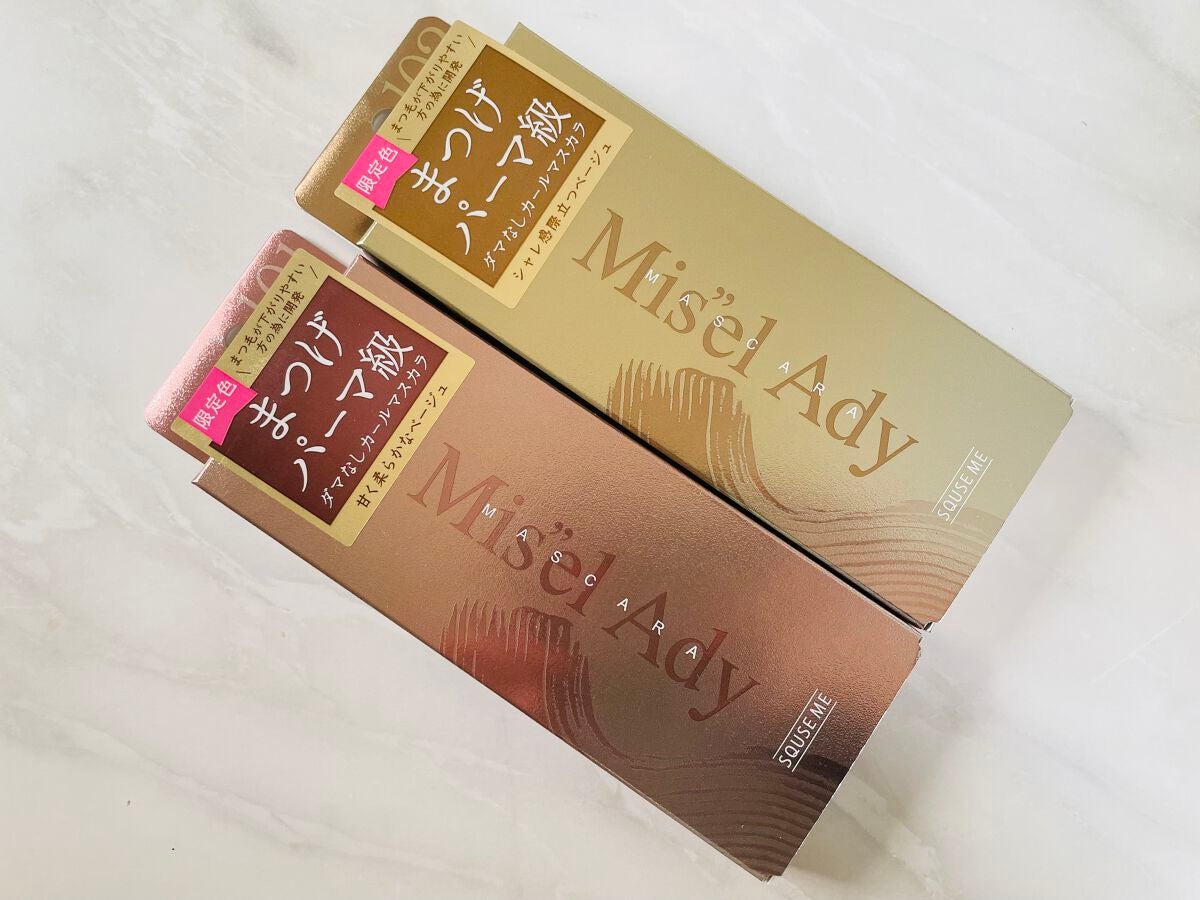 102
まつ毛が下がりやすい
方の為に開発
限定色
まつげ
パーマ級
ダマなしカールマスカラ
シャレ感際立つベージュ
Mis”el Ady
MASCARA
SQUSE ME
101
まつ毛が下がりやすい
方の為に開発
限定色
まつげ
パーマ級
ダマなしカールマスカラ
甘く柔らかなベージュ
Mis”el Ady
MASCARA
SQUSE ME